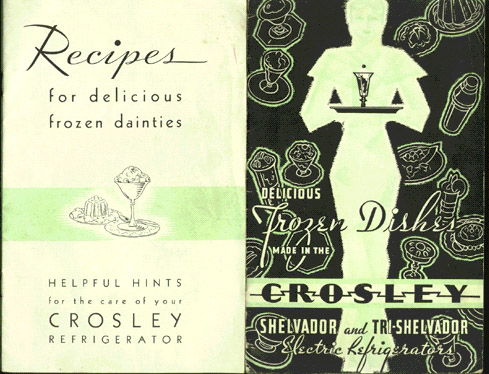 Recipes
for delicious
frozen dainties
HELPFUL HINTS
for the care of your
CROSLEY
REFRIGERATOR
DELICIOUS
Frozen Dishes
MADE IN THE
CROSLEY
SHELVADOR and TRI-SHELVADOR
Electric Refrigerators